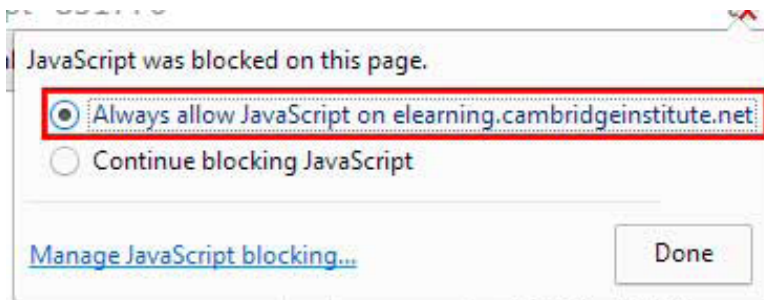 JavaScript was blocked on this page.
Always allow JavaScript on elearning.cambridgeinstitute.net
Continue blocking JavaScript
Manage JavaScript blocking...
Done